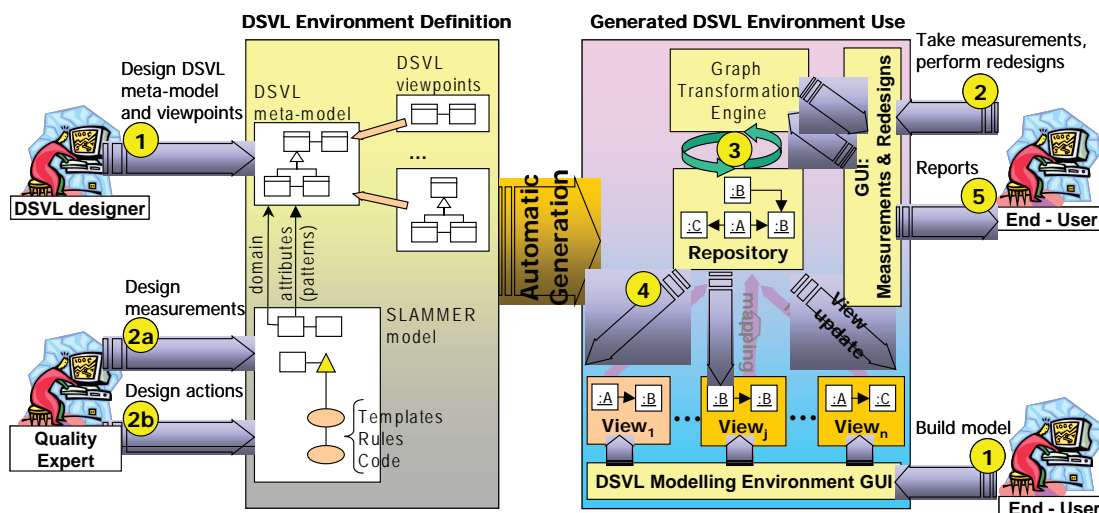 DSVL Environment Definition
Generated DSVL Environment Use
Design DSVL
meta-model
and viewpoints
1
DSVL designer
DSVL
meta-model
DSVL
viewpoints
...
domain
attributes
(patterns)
Design
measurements
2a
Design actions
2b
Quality
Expert
SLAMMER
model
Templates
Rules
Code
Automatic
Generation
Graph
Transformation
Engine
3
GUI:
Measurements & Redesigns
:B
:C
:A
:B
Repository
4
mapping
View
update
:A
:B
View1
...
:B
:B
Viewj
...
:A
:C
Viewn
DSVL Modelling Environment GUI
Take measurements,
perform redesigns
2
Reports
5
End - User
Build model
1
End - User